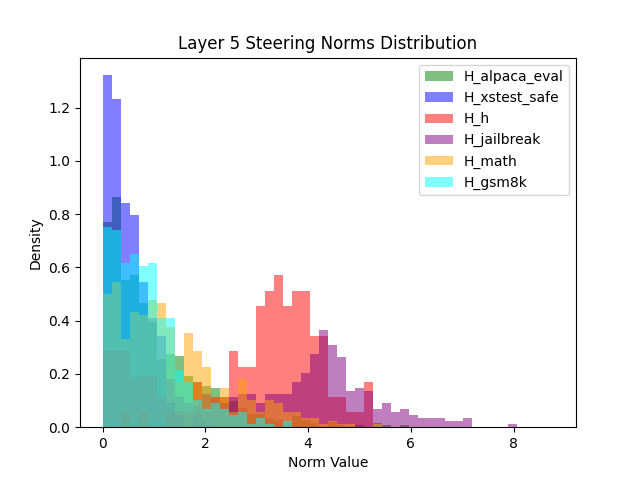 Layer 5 Steering Norms Distribution
H_alpaca_eval
H_xstest_safe
H_h
H_jailbreak
H_math
H_gsm8k
Density
1.2
1.0
0.8
0.6
0.4
0.2
0.0
0 2 4 6 8
Norm Value